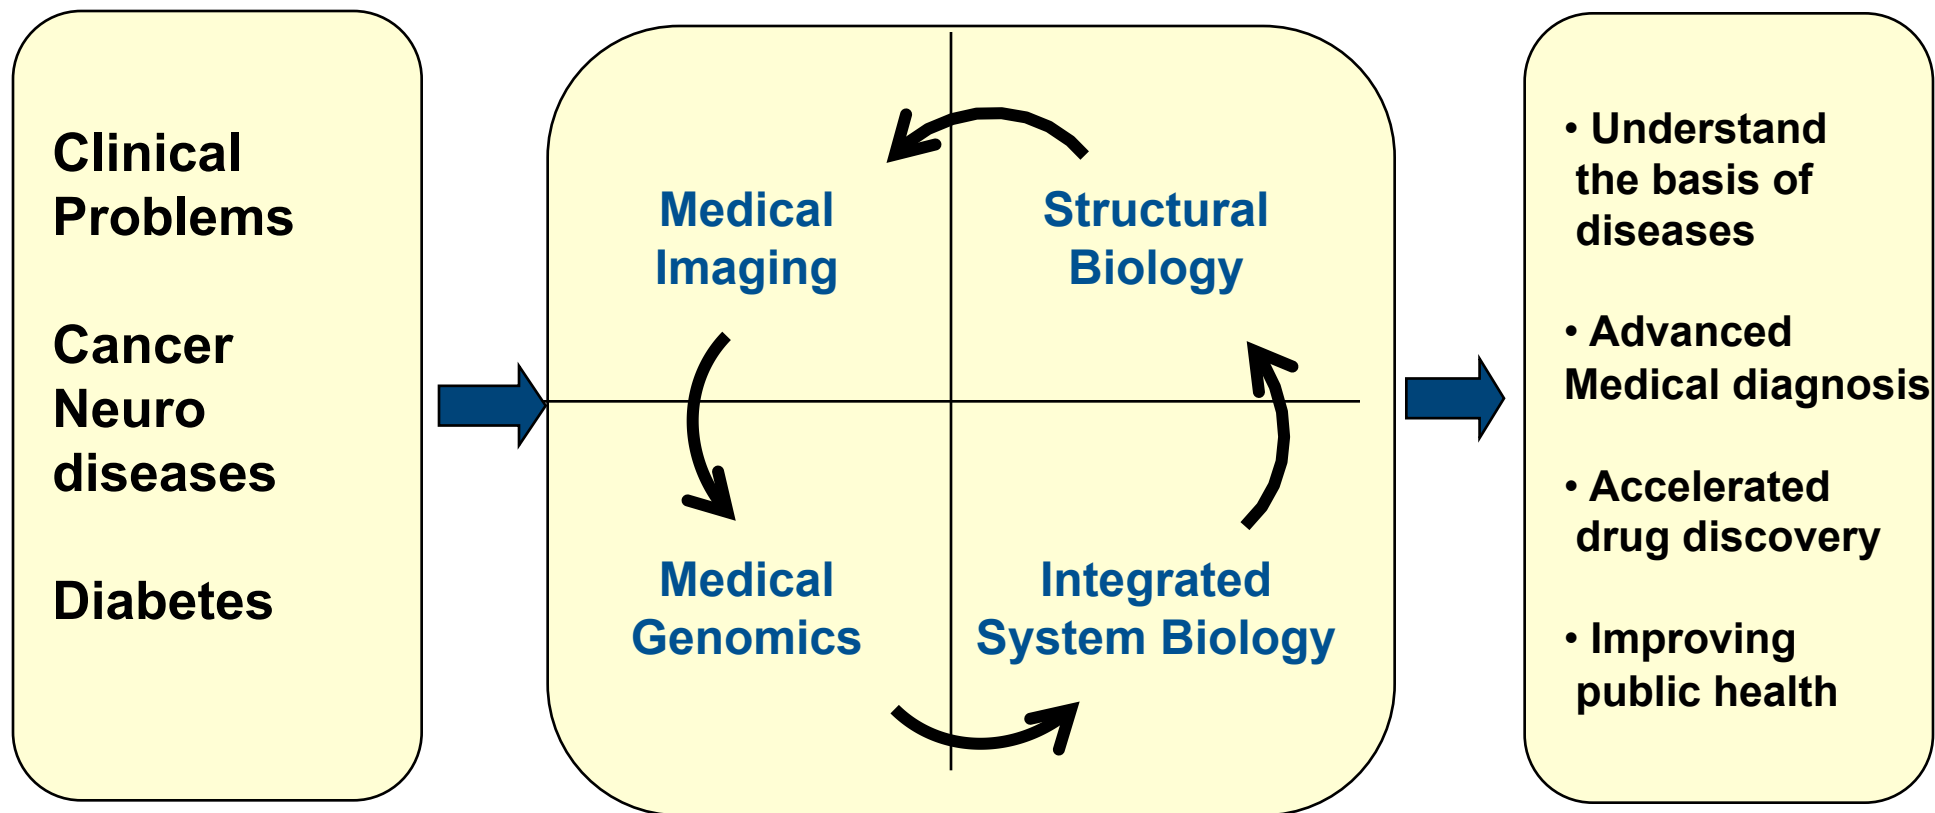 Clinical
Problems
Cancer
Neuro
diseases
Diabetes
Medical
Imaging
Structural
Biology
Medical
Genomics
Integrated
System Biology
• Understand
the basis of
diseases
• Advanced
Medical diagnosis
• Accelerated
drug discovery
• Improving
public health